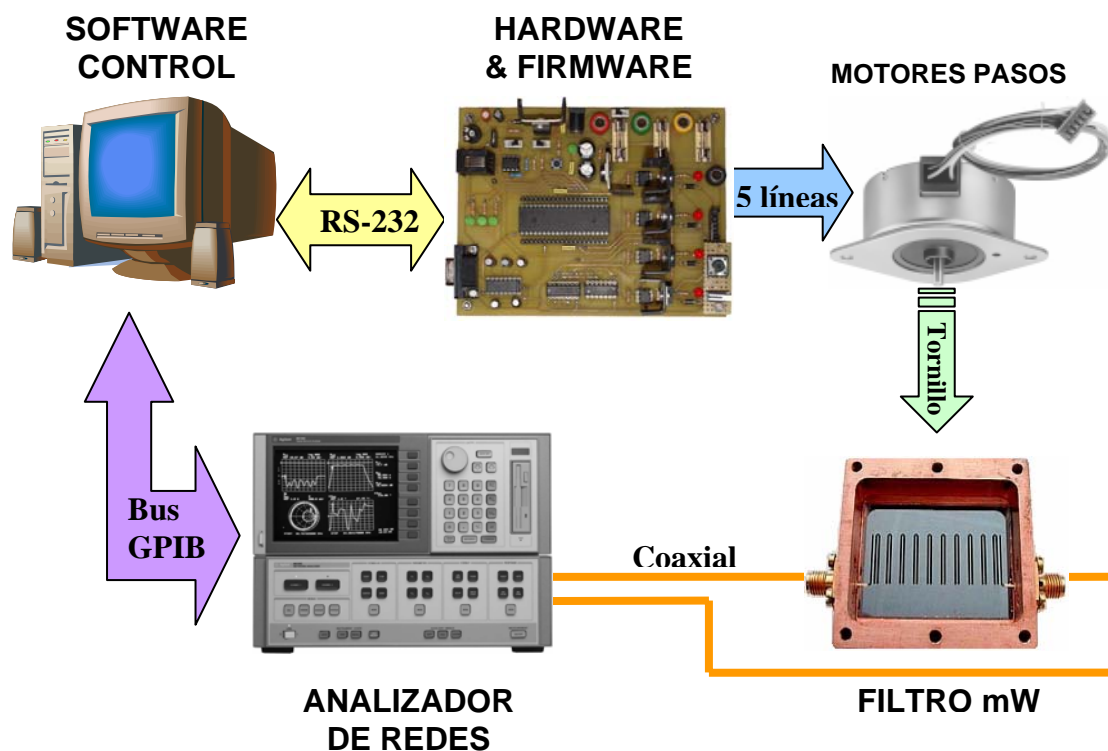 SOFTWARE
CONTROL
HARDWARE
& FIRMWARE
MOTORES PASOS
RS-232
5 líneas
Tornillo
Bus
GPIB
Coaxial
ANALIZADOR
DE REDES
FILTRO mW